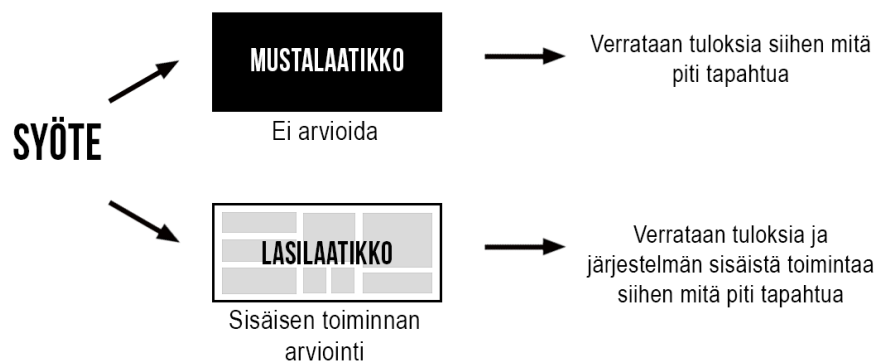 SYÖTE
MUSTALAATIKKO
Ei arvioida
Verrataan tuloksia siihen mitä
piti tapahtua
LASILAATIKKO
Sisäisen toiminnan
arviointi
Verrataan tuloksia ja
järjestelmän sisäistä toimintaa
siihen mitä piti tapahtua